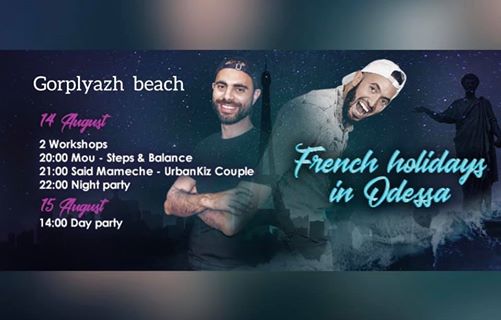 Gorplyazh beach
14 August
2 Workshops
20:00 Mou - Steps & Balance
21:00 Said Mameche - UrbanKiz Couple
22:00 Night party
15 August
14:00 Day party
French holidays
in Odessa